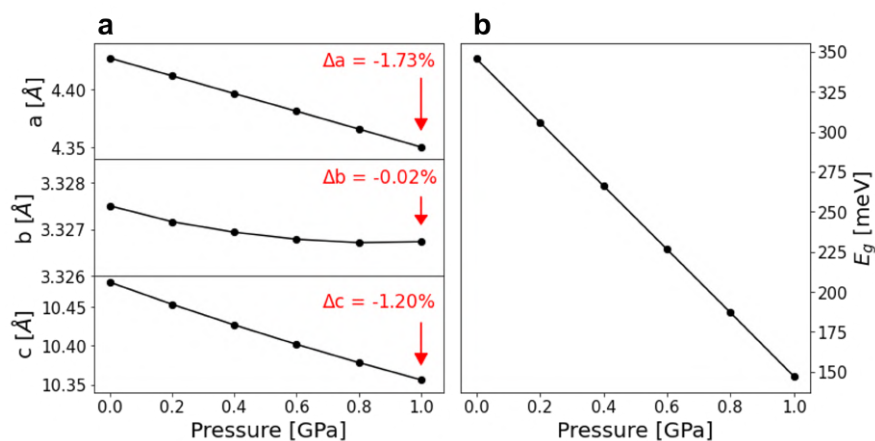 a
a [Å]
4.40
4.35
Δa = -1.73%
b [Å]
3.328
3.327
3.326
Δb = -0.02%
c [Å]
10.45
10.40
10.35
Δc = -1.20%
0.0 0.2 0.4 0.6 0.8 1.0
Pressure [GPa]
b
350
325
300
275
250
225
200
175
150
E_g [meV]
0.0 0.2 0.4 0.6 0.8 1.0
Pressure [GPa]